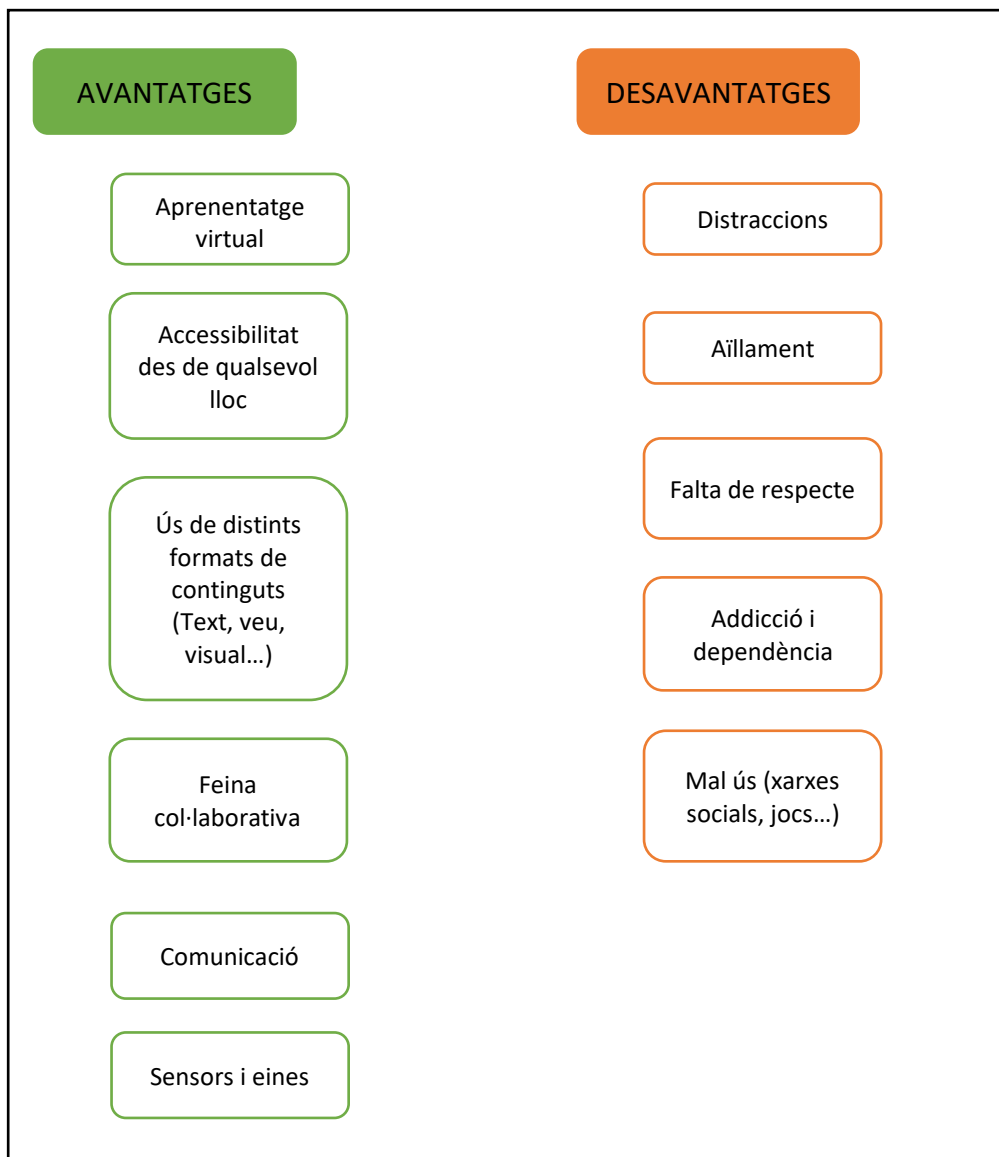 AVANTATGES
Aprenentatge
virtual
Accessibilitat
des de qualsevol
lloc
Ús de distints
formats de
continguts
(Text, veu,
visual…)
Feina
col·laborativa
Comunicació
Sensors i eines
DESAVANTATGES
Distraccions
Aïllament
Falta de respecte
Addicció i
dependència
Mal ús (xarxes
socials, jocs…)